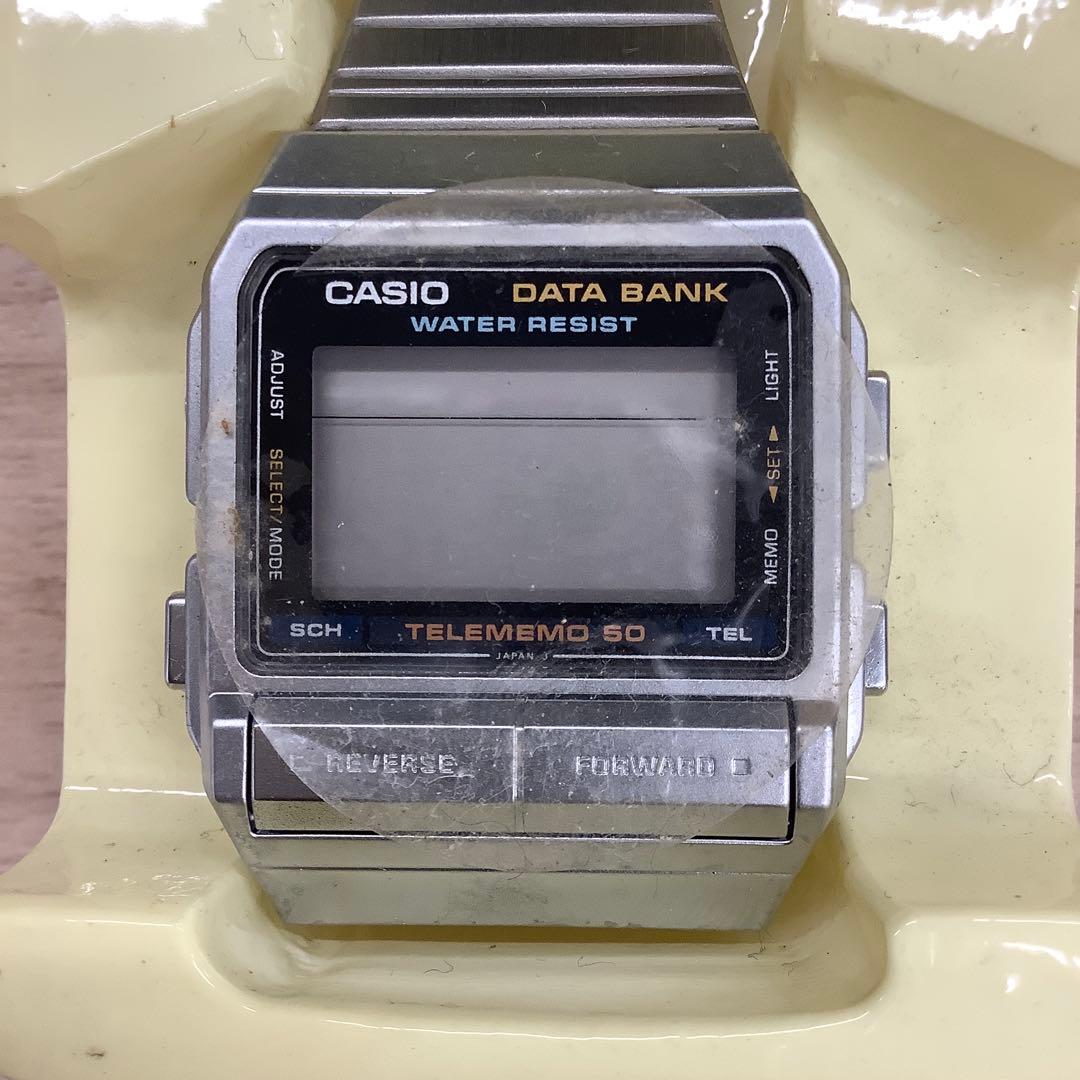 CASIO DATA BANK
WATER RESIST
ADJUST
LIGHT
◄ SET ►
SELECT/MODE
MEMO
SCH TELEMEMO 50 TEL
JAPAN J
REVERSE FORWARD